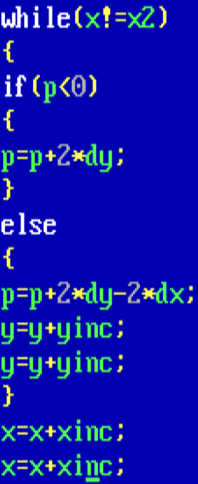 while(x!=x2)
{
if(p<0)
{
p=p+2*dy;
}
else
{
p=p+2*dy-2*dx;
y=y+yinc;
y=y+yinc;
}
x=x+xinc;
x=x+xinc;